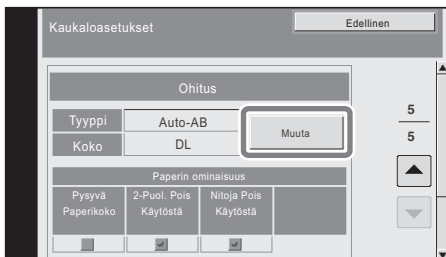 Kaukaloasetukset
Edellinen
Ohitus
Tyyppi Auto-AB
Muuta
Koko DL
5
5
Paperin ominaisuus
Pysyvä Paperikoko
2-Puol. Pois Käytöstä
Nitoja Pois Käytöstä